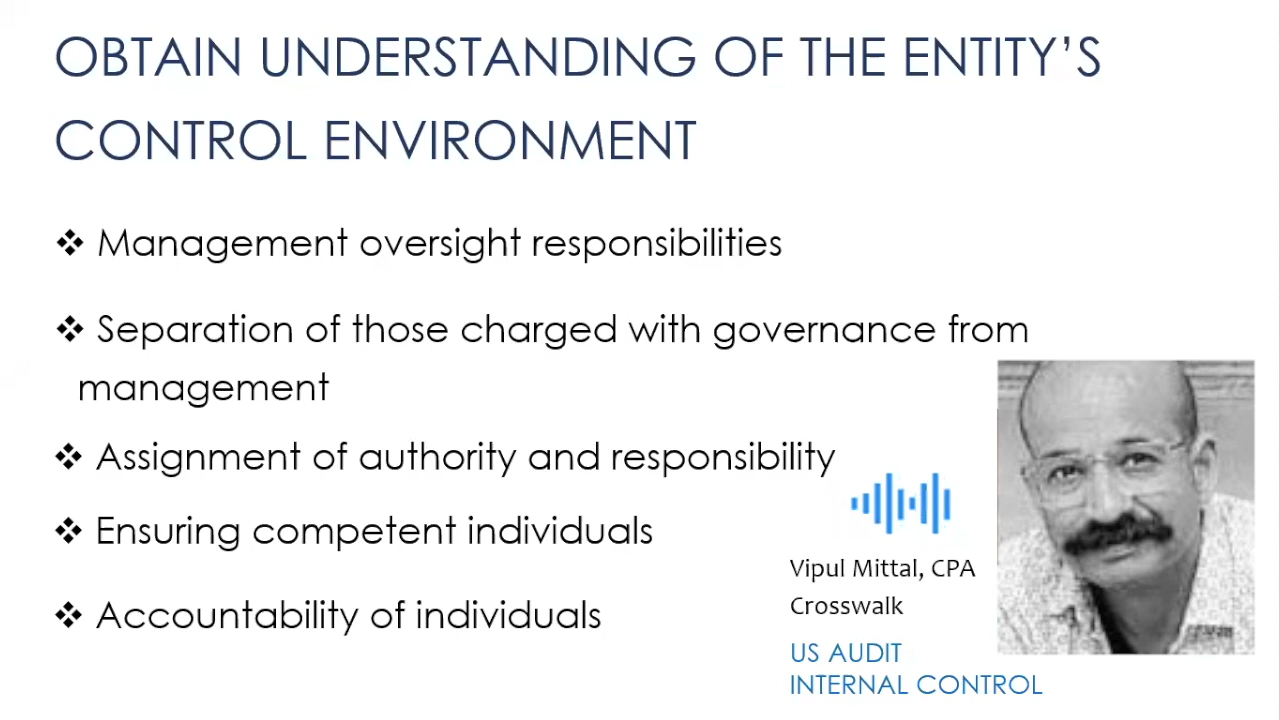 OBTAIN UNDERSTANDING OF THE ENTITY’S
CONTROL ENVIRONMENT
❖ Management oversight responsibilities
❖ Separation of those charged with governance from
management
❖ Assignment of authority and responsibility
❖ Ensuring competent individuals
❖ Accountability of individuals
Vipul Mittal, CPA
Crosswalk
US AUDIT
INTERNAL CONTROL